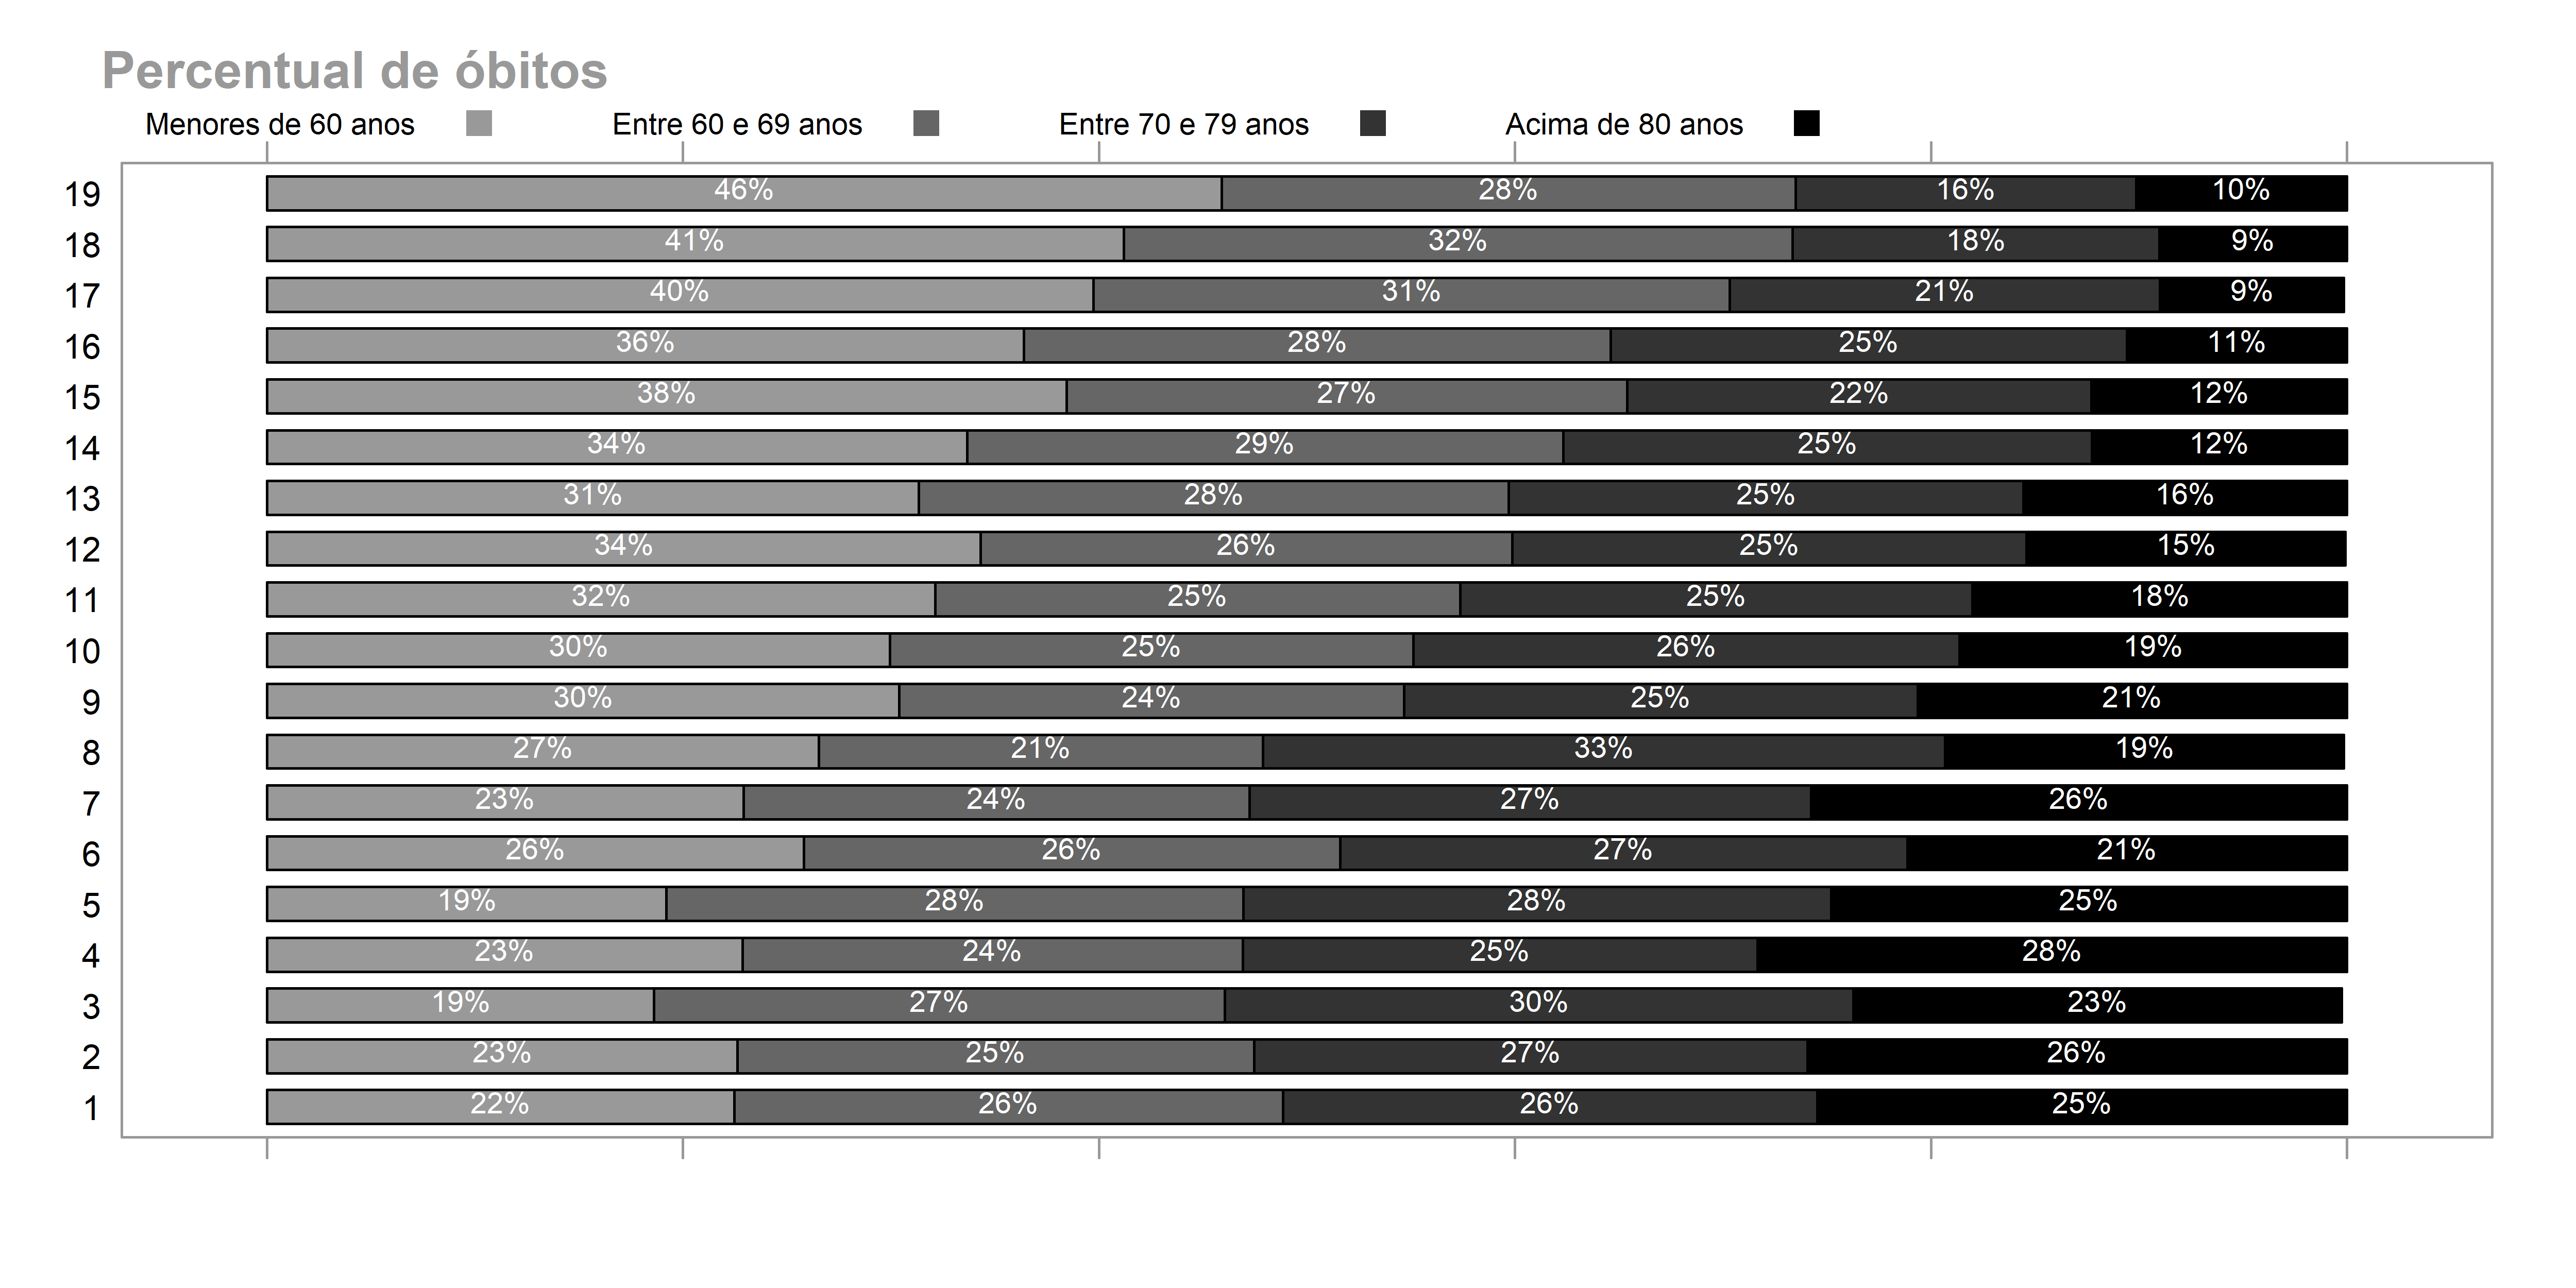 Percentual de óbitos
Menores de 60 anos Entre 60 e 69 anos Entre 70 e 79 anos Acima de 80 anos
19 46% 28% 16% 10%
18 41% 32% 18% 9%
17 40% 31% 21% 9%
16 36% 28% 25% 11%
15 38% 27% 22% 12%
14 34% 29% 25% 12%
13 31% 28% 25% 16%
12 34% 26% 25% 15%
11 32% 25% 25% 18%
10 30% 25% 26% 19%
9 30% 24% 25% 21%
8 27% 21% 33% 19%
7 23% 24% 27% 26%
6 26% 26% 27% 21%
5 19% 28% 28% 25%
4 23% 24% 25% 28%
3 19% 27% 30% 23%
2 23% 25% 27% 26%
1 22% 26% 26% 25%